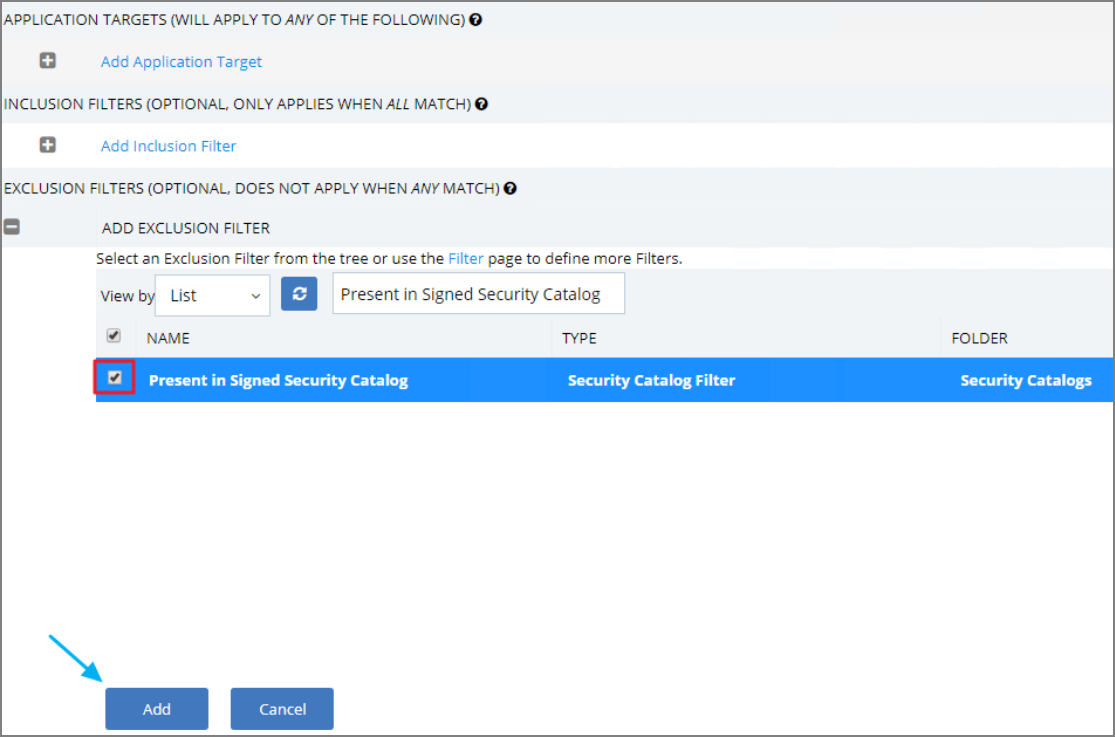 APPLICATION TARGETS (WILL APPLY TO ANY OF THE FOLLOWING)
Add Application Target
INCLUSION FILTERS (OPTIONAL, ONLY APPLIES WHEN ALL MATCH)
Add Inclusion Filter
EXCLUSION FILTERS (OPTIONAL, DOES NOT APPLY WHEN ANY MATCH)
ADD EXCLUSION FILTER
Select an Exclusion Filter from the tree or use the Filter page to define more Filters.
View by List Present in Signed Security Catalog
NAME TYPE FOLDER
Present in Signed Security Catalog Security Catalog Filter Security Catalogs
Add Cancel